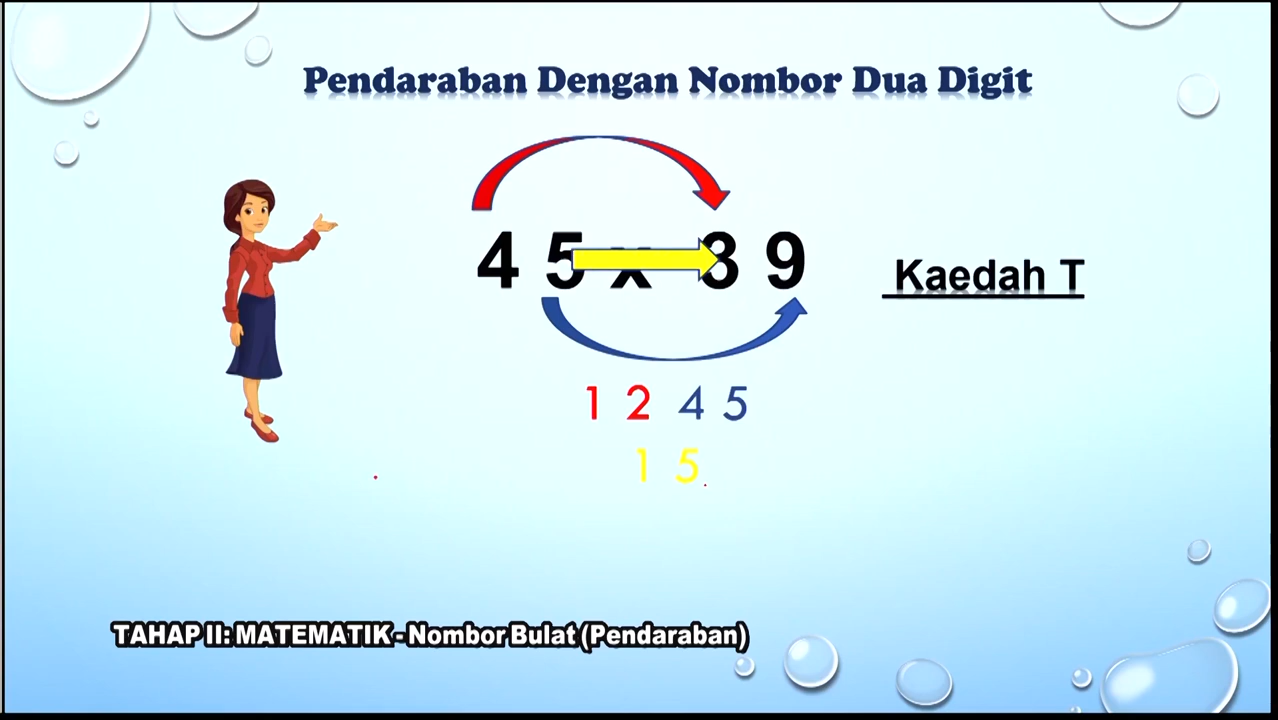 Pendaraban Dengan Nombor Dua Digit
4 5 x 3 9
Kaedah T
1 2 4 5
1 5
TAHAP II: MATEMATIK - Nombor Bulat (Pendaraban)